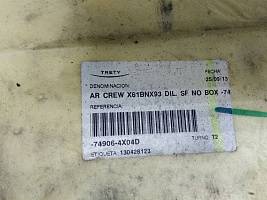 TRETY
FECHA
DENOMINACION
25/09/13
AR CREW X61BNX93 DIL. SF NO BOX -74
REFERENCIA
-74906-4X04D
TURNO: T2
ETIQUETA: 130428123